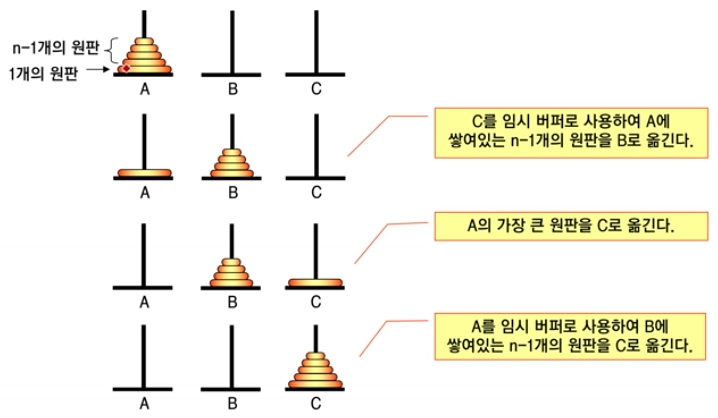 n-1개의 원판
1개의 원판
A B C
C를 임시 버퍼로 사용하여 A에
쌓여있는 n-1개의 원판을 B로 옮긴다.
A B C
A의 가장 큰 원판을 C로 옮긴다.
A B C
A를 임시 버퍼로 사용하여 B에
쌓여있는 n-1개의 원판을 C로 옮긴다.
A B C